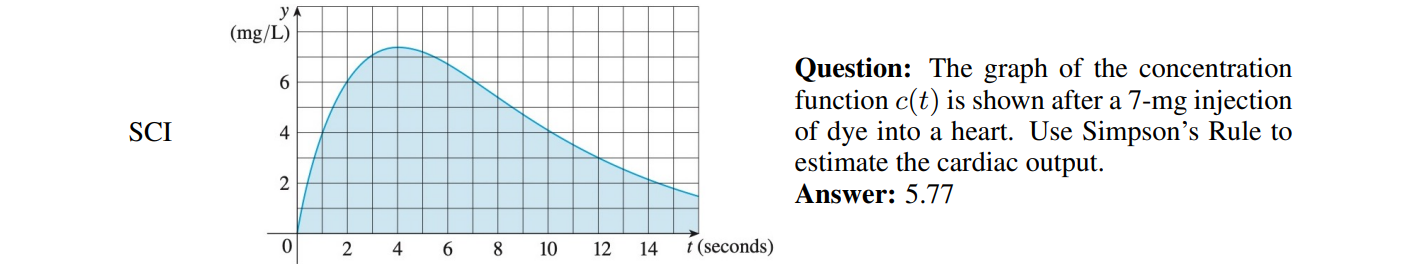 SCI
y
(mg/L)
6
4
2
0 2 4 6 8 10 12 14 t (seconds)
Question: The graph of the concentration
function c(t) is shown after a 7-mg injection
of dye into a heart. Use Simpson's Rule to
estimate the cardiac output.
Answer: 5.77